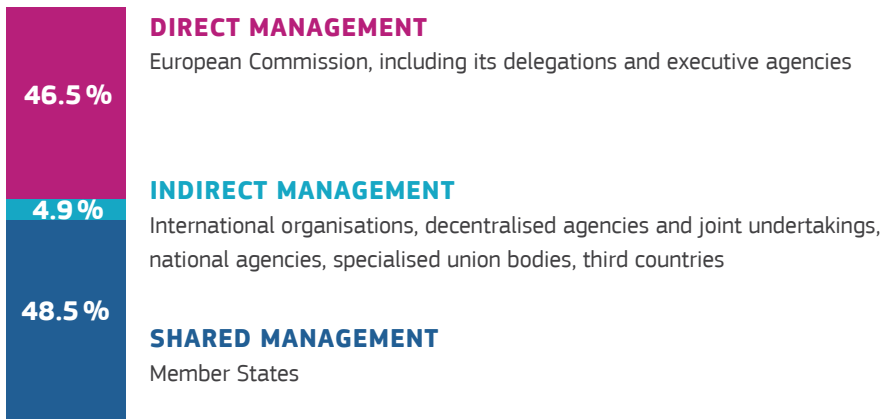 DIRECT MANAGEMENT
European Commission, including its delegations and executive agencies
46.5 %
INDIRECT MANAGEMENT
4.9 %
International organisations, decentralised agencies and joint undertakings,
national agencies, specialised union bodies, third countries
48.5 %
SHARED MANAGEMENT
Member States